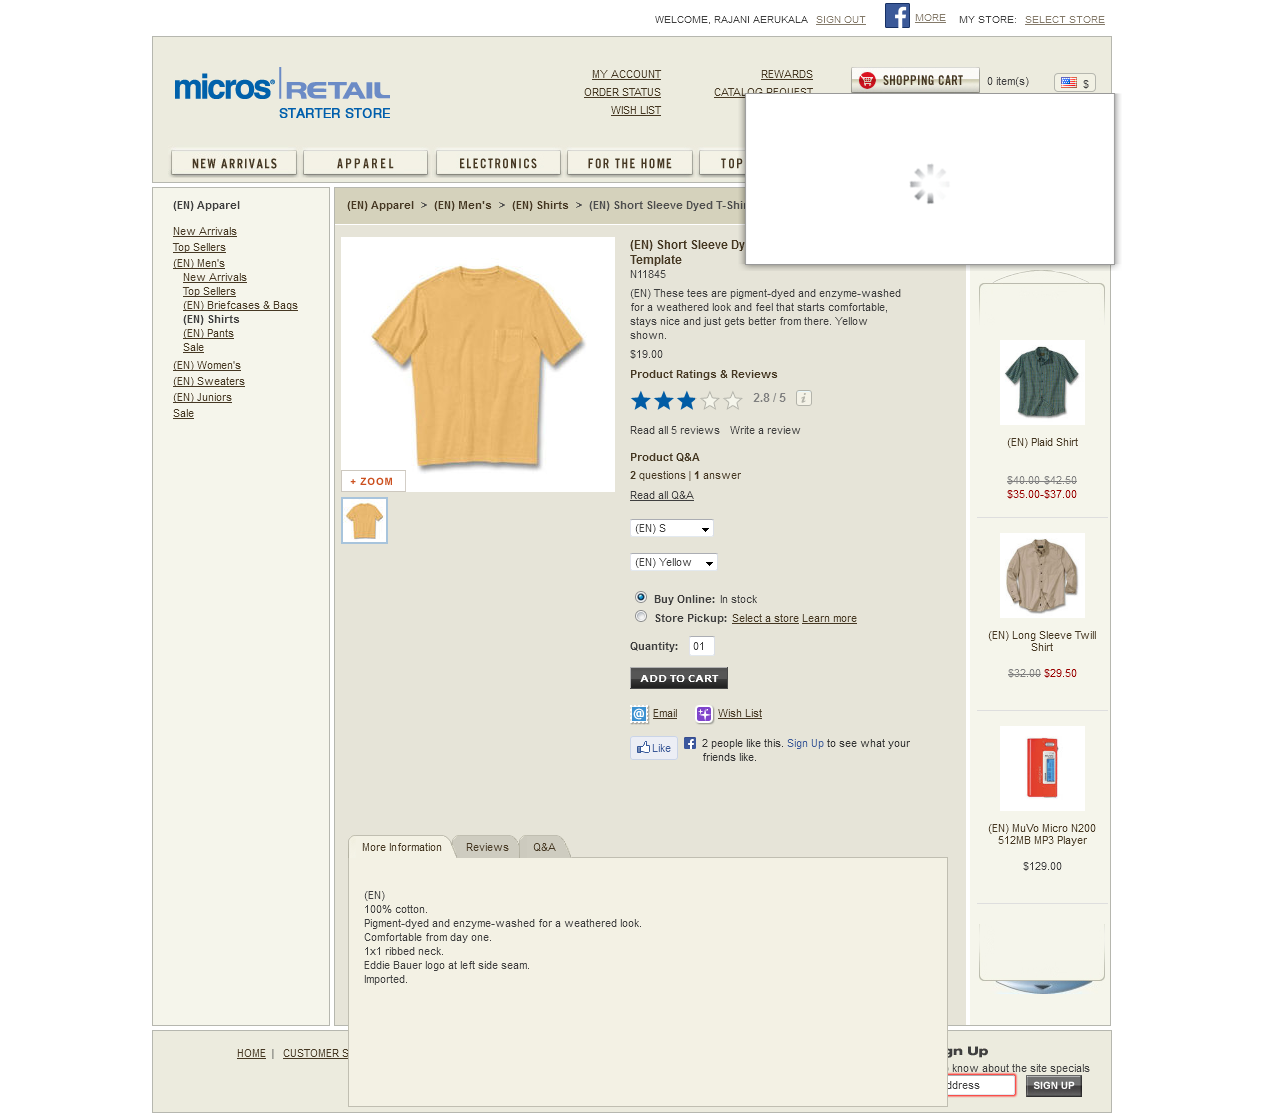 WELCOME, RAJANI AERUKALA SIGN OUT MORE MY STORE: SELECT STORE
micros RETAIL
STARTER STORE
MY ACCOUNT
ORDER STATUS
WISH LIST
REWARDS
CATALOG REQUEST
SHOPPING CART 0 item(s) $
NEW ARRIVALS APPAREL ELECTRONICS FOR THE HOME TOP
(EN) Apparel
New Arrivals
Top Sellers
(EN) Men's
New Arrivals
Top Sellers
(EN) Briefcases & Bags
(EN) Shirts
(EN) Pants
Sale
(EN) Women's
(EN) Sweaters
(EN) Juniors
Sale
(EN) Apparel > (EN) Men's > (EN) Shirts > (EN) Short Sleeve Dyed T-Shi
+ ZOOM
(EN) Short Sleeve Dy
Template
N11845
(EN) These tees are pigment-dyed and enzyme-washed
for a weathered look and feel that starts comfortable,
stays nice and just gets better from there. Yellow
shown.
$19.00
Product Ratings & Reviews
2.8 / 5 i
Read all 5 reviews Write a review
Product Q&A
2 questions | 1 answer
Read all Q&A
(EN) S
(EN) Yellow
Buy Online: In stock
Store Pickup: Select a store Learn more
Quantity: 01
ADD TO CART
@ Email Wish List
Like f 2 people like this. Sign Up to see what your
friends like.
(EN) Plaid Shirt
$40.00-$42.50
$35.00-$37.00
(EN) Long Sleeve Twill
Shirt
$32.00 $29.50
(EN) MuVo Micro N200
512MB MP3 Player
$129.00
More Information Reviews Q&A
(EN)
100% cotton.
Pigment-dyed and enzyme-washed for a weathered look.
Comfortable from day one.
1x1 ribbed neck.
Eddie Bauer logo at left side seam.
Imported.
HOME | CUSTOMER S
gn Up
know about the site specials
ddress SIGN UP